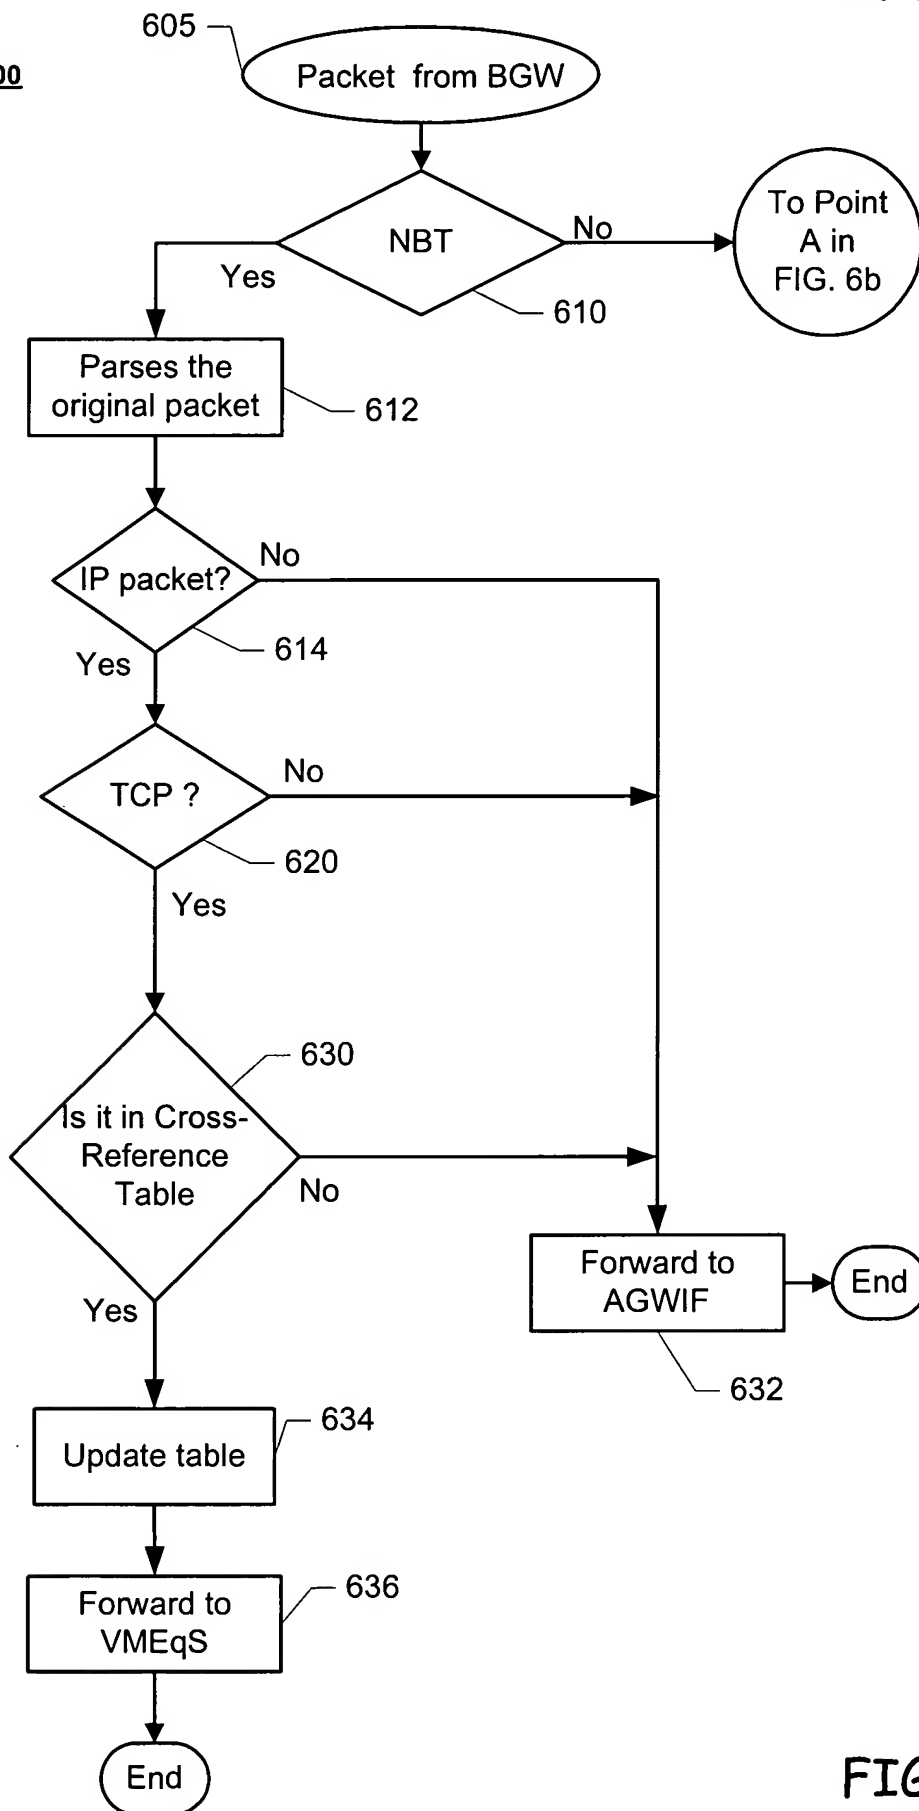 605
00
Packet from BGW
NBT
No
To Point
A in
FIG. 6b
Yes
610
Parses the
original packet
612
IP packet?
No
614
Yes
TCP ?
No
620
Yes
630
Is it in Cross-
Reference
Table
No
Yes
Forward to
AGWIF
End
632
634
Update table
636
Forward to
VMEqS
End
FIG